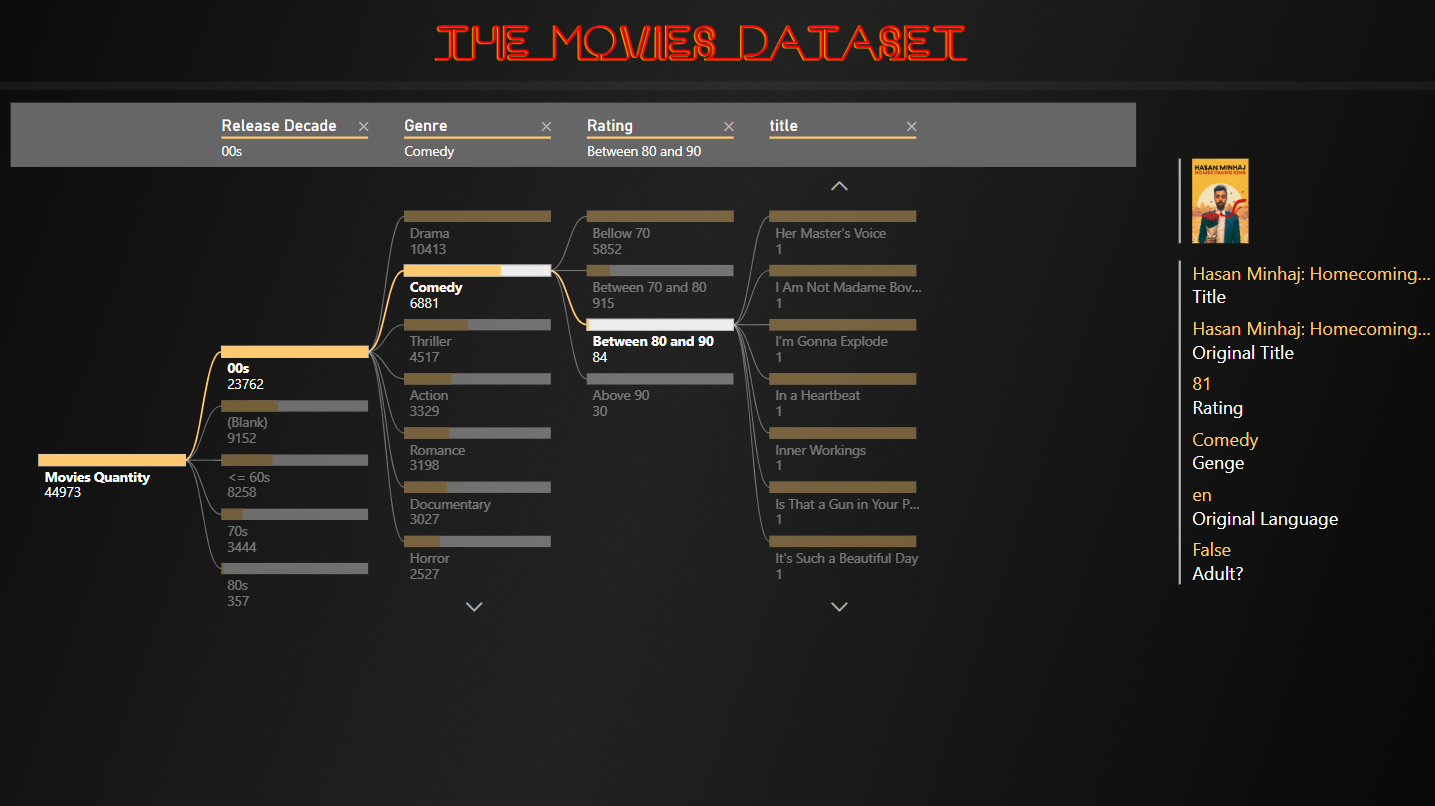 THE MOVIES DATASET
Release Decade
00s
Genre
Comedy
Rating
Between 80 and 90
title
Movies Quantity
44973
00s
23762
(Blank)
9152
<= 60s
8258
70s
3444
80s
357
Drama
10413
Comedy
6881
Thriller
4517
Action
3329
Romance
3198
Documentary
3027
Horror
2527
Bellow 70
5852
Between 70 and 80
915
Between 80 and 90
84
Above 90
30
Her Master's Voice
1
I Am Not Madame Bov...
1
I'm Gonna Explode
1
In a Heartbeat
1
Inner Workings
1
Is That a Gun in Your P...
1
It's Such a Beautiful Day
1
HASAN MINHAJ
HOMECOMING KING
Hasan Minhaj: Homecoming...
Title
Hasan Minhaj: Homecoming...
Original Title
81
Rating
Comedy
Genge
en
Original Language
False
Adult?